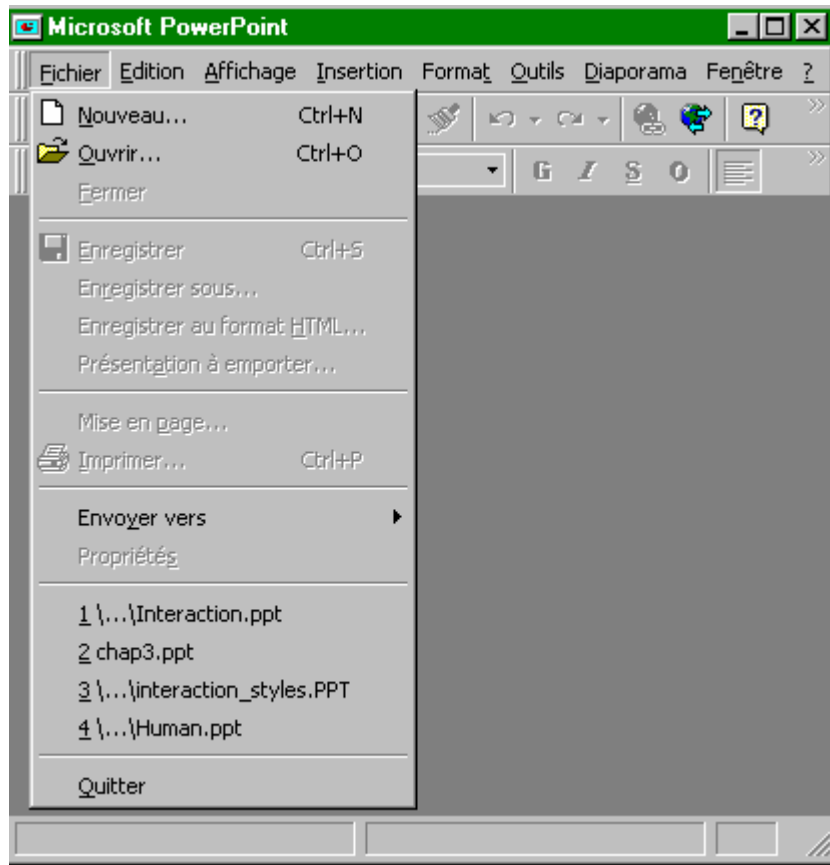 Microsoft PowerPoint
Fichier Edition Affichage Insertion Format Outils Diaporama Fenêtre ?
Nouveau... Ctrl+N
Ouvrir... Ctrl+O
Fermer
G I S O
Enregistrer Ctrl+S
Enregistrer sous...
Enregistrer au format HTML...
Présentation à emporter...
Mise en page...
Imprimer... Ctrl+P
Envoyer vers
Propriétés
1 \...\Interaction.ppt
2 chap3.ppt
3 \...\interaction_styles.PPT
4 \...\Human.ppt
Quitter